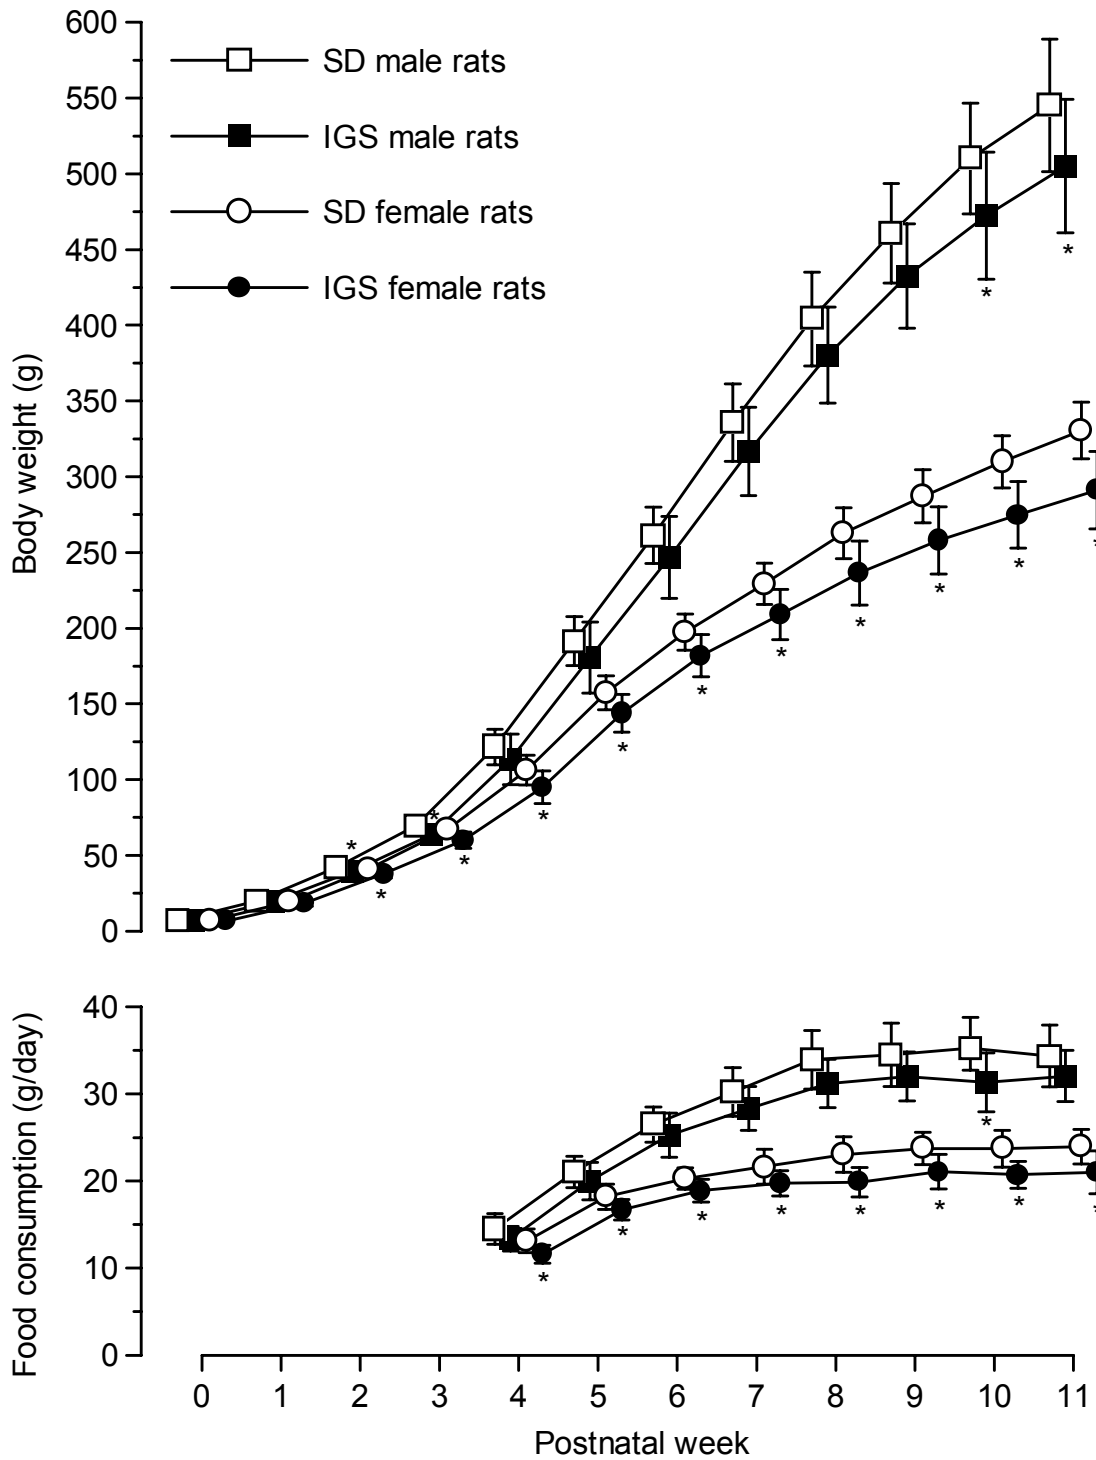 600
550
500
450
400
350
300
250
200
150
100
50
0
Body weight (g)
SD male rats
IGS male rats
SD female rats
IGS female rats
* * * * * * * * * * * * * *
40
30
20
10
0
Food consumption (g/day)
* * * * * * * * *
0 1 2 3 4 5 6 7 8 9 10 11
Postnatal week